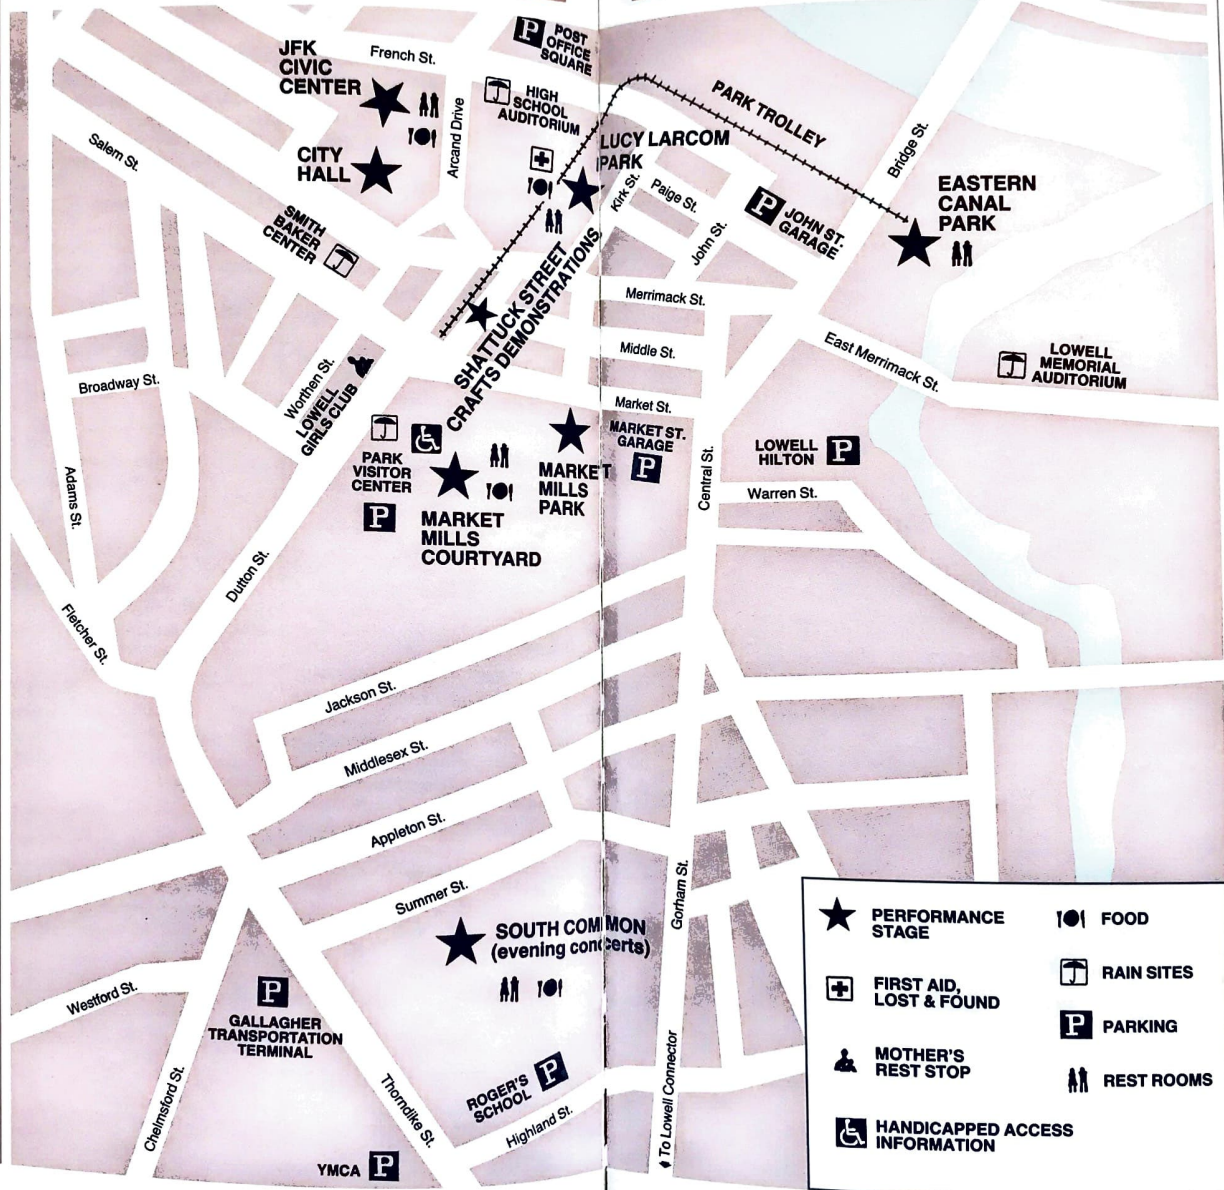 P POST
OFFICE
SQUARE
JFK
CIVIC
CENTER
French St.
HIGH
SCHOOL
AUDITORIUM
PARK TROLLEY
Arcand Drive
CITY
HALL
LUCY LARCOM
PARK
Bridge St.
Salem St.
Kirk St.
Paige St.
John St.
P JOHN ST.
GARAGE
EASTERN
CANAL
PARK
SMITH
BAKER
CENTER
SHATTUCK STREET
CRAFTS DEMONSTRATIONS
Merrimack St.
Middle St.
East Merrimack St.
LOWELL
MEMORIAL
AUDITORIUM
Broadway St.
Worthen St.
LOWELL
GIRLS CLUB
Market St.
MARKET ST.
GARAGE
P
PARK
VISITOR
CENTER
P
MARKET
MILLS
PARK
MARKET
MILLS
COURTYARD
Central St.
LOWELL
HILTON
P
Warren St.
Adams St.
Dutton St.
Fletcher St.
Jackson St.
Middlesex St.
Appleton St.
Summer St.
Gorham St.
SOUTH COMMON
(evening concerts)
Westford St.
P
GALLAGHER
TRANSPORTATION
TERMINAL
Chelmsford St.
Thorndike St.
ROGER'S
SCHOOL
P
Highland St.
To Lowell Connector
YMCA P
PERFORMANCE
STAGE
FOOD
FIRST AID,
LOST & FOUND
RAIN SITES
P PARKING
MOTHER'S
REST STOP
REST ROOMS
HANDICAPPED ACCESS
INFORMATION